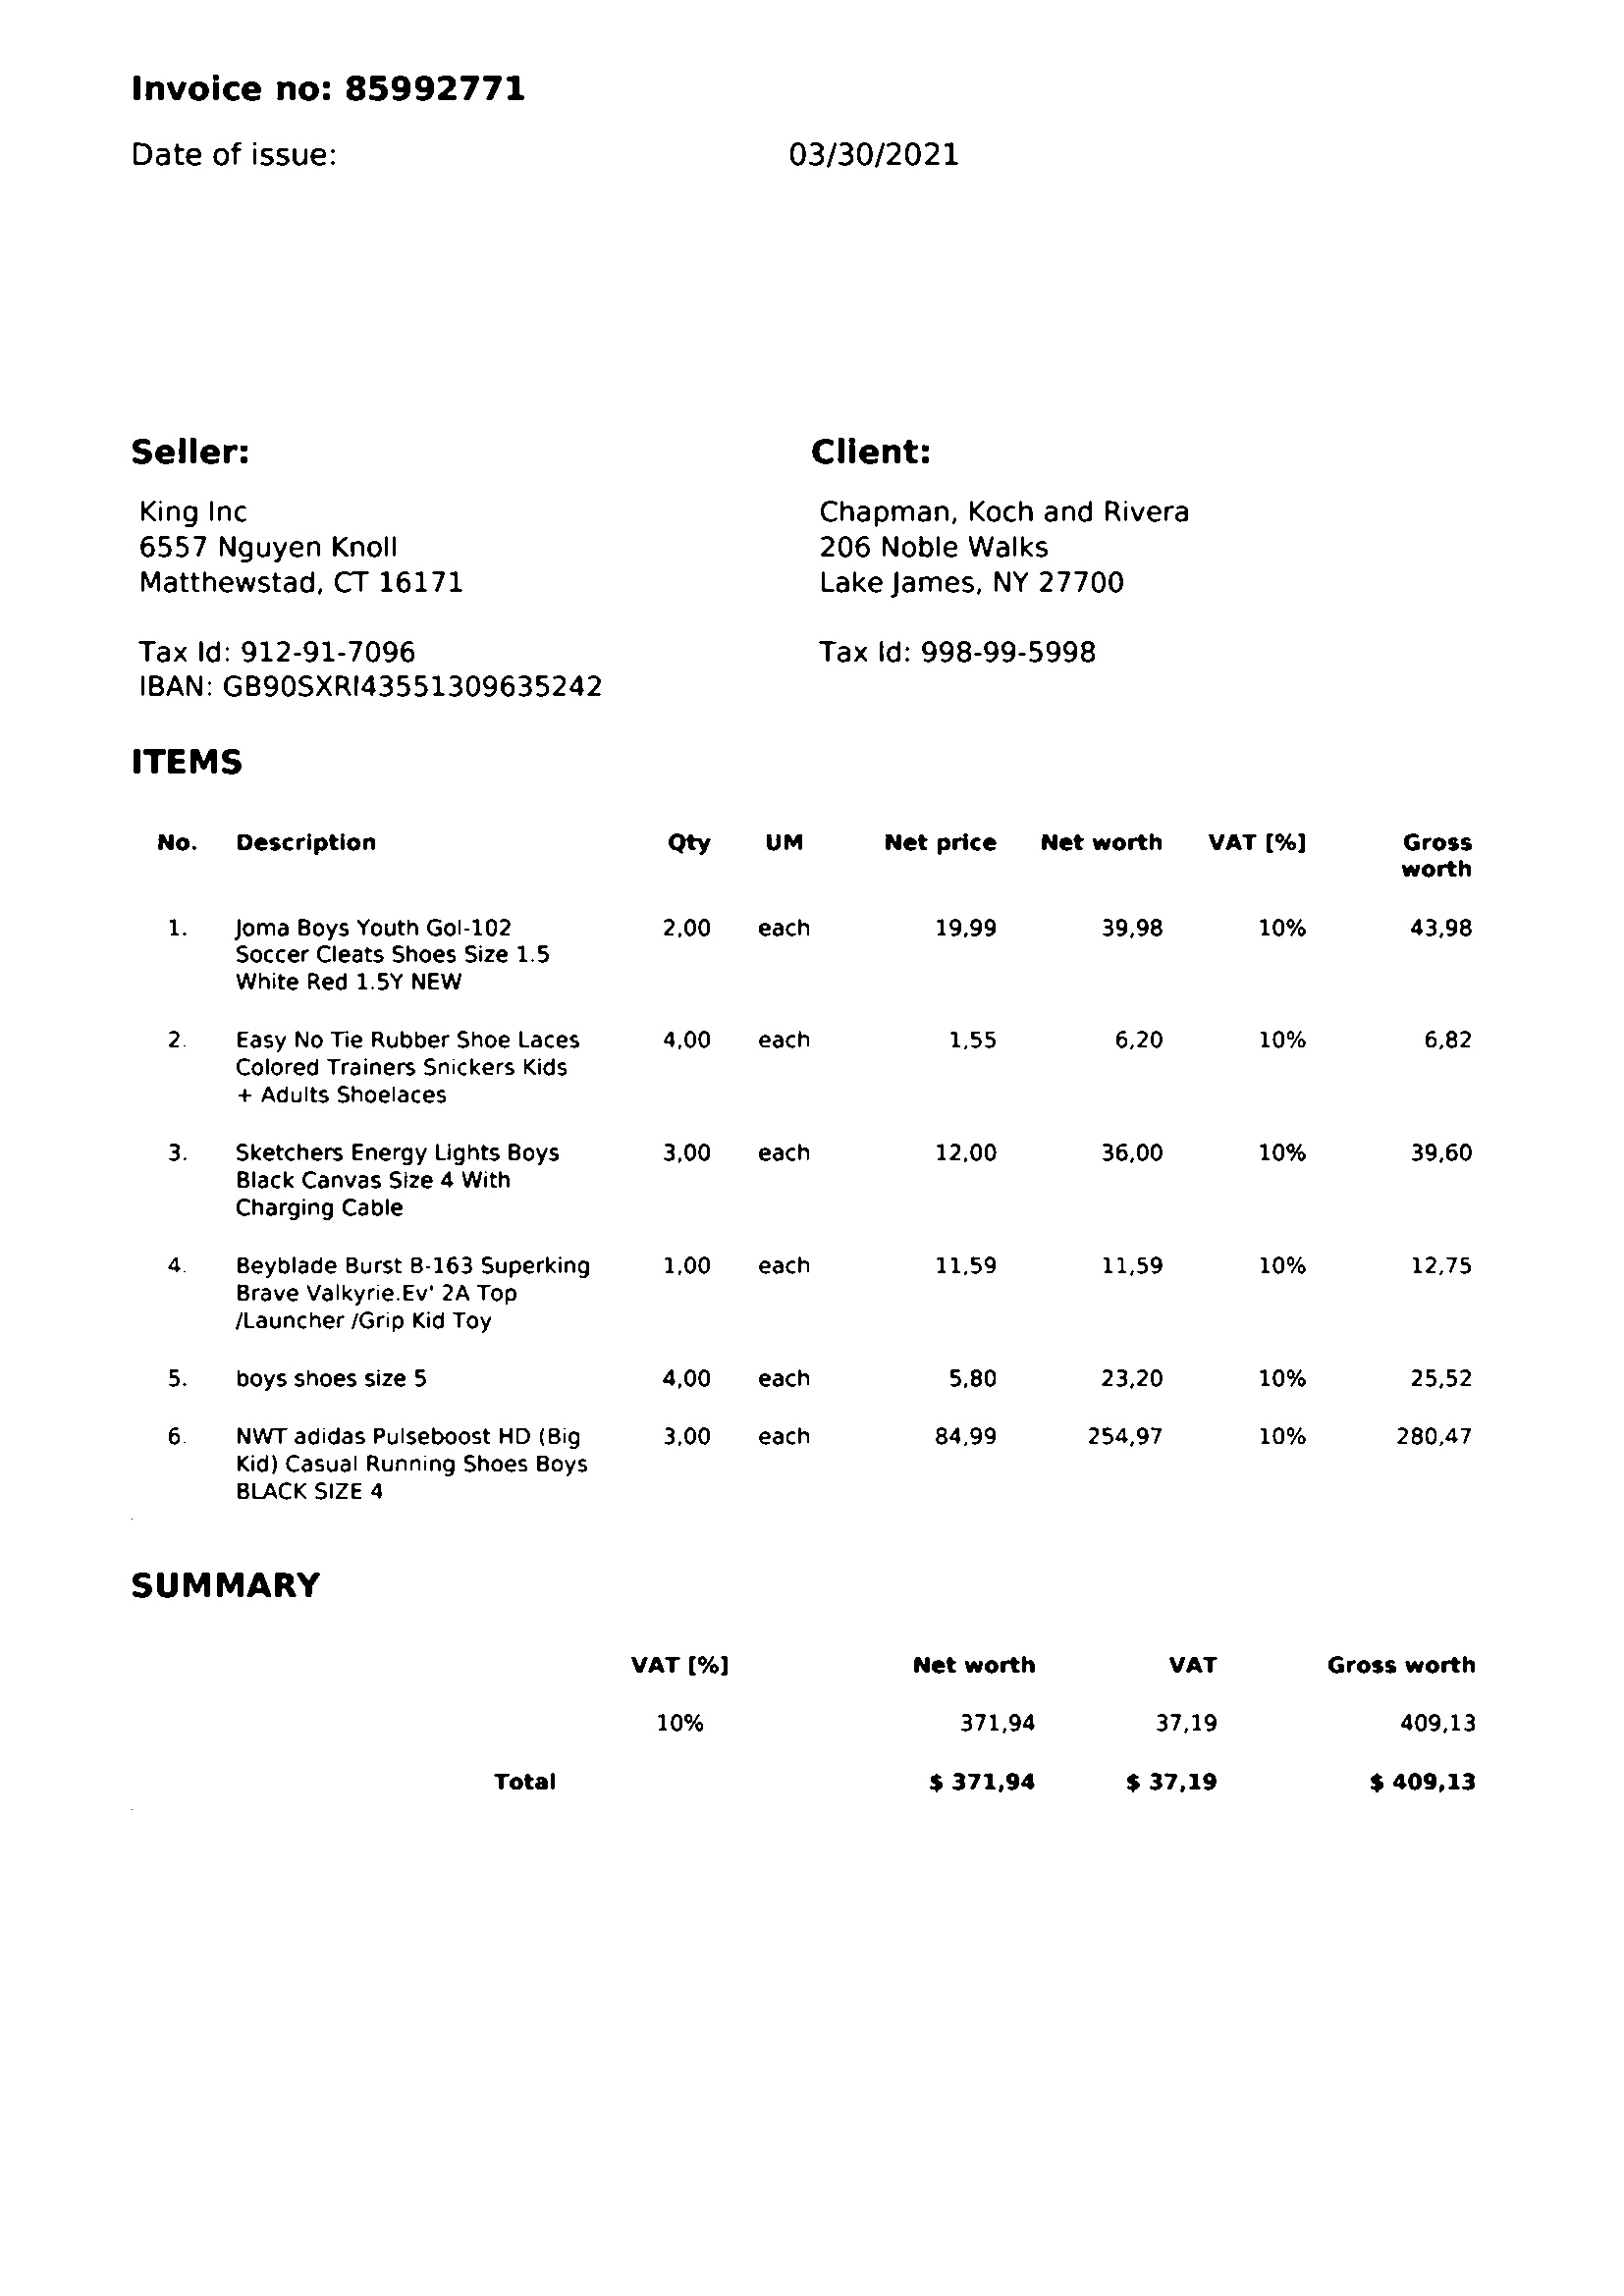 Invoice no: 85992771
Date of issue: 03/30/2021
Seller: Client:
King Inc Chapman, Koch and Rivera
6557 Nguyen Knoll 206 Noble Walks
Matthewstad, CT 16171 Lake James, NY 27700
Tax Id: 912-91-7096 Tax Id: 998-99-5998
IBAN: GB90SXRI43551309635242
ITEMS
No. Description Qty UM Net price Net worth VAT [%] Gross
worth
1. Joma Boys Youth Gol-102 2,00 each 19,99 39,98 10% 43,98
Soccer Cleats Shoes Size 1.5
White Red 1.5Y NEW
2. Easy No Tie Rubber Shoe Laces 4,00 each 1,55 6,20 10% 6,82
Colored Trainers Snickers Kids
+ Adults Shoelaces
3. Sketchers Energy Lights Boys 3,00 each 12,00 36,00 10% 39,60
Black Canvas Size 4 With
Charging Cable
4. Beyblade Burst B-163 Superking 1,00 each 11,59 11,59 10% 12,75
Brave Valkyrie.Ev' 2A Top
/Launcher /Grip Kid Toy
5. boys shoes size 5 4,00 each 5,80 23,20 10% 25,52
6. NWT adidas Pulseboost HD (Big 3,00 each 84,99 254,97 10% 280,47
Kid) Casual Running Shoes Boys
BLACK SIZE 4
SUMMARY
VAT [%] Net worth VAT Gross worth
10% 371,94 37,19 409,13
Total $ 371,94 $ 37,19 $ 409,13